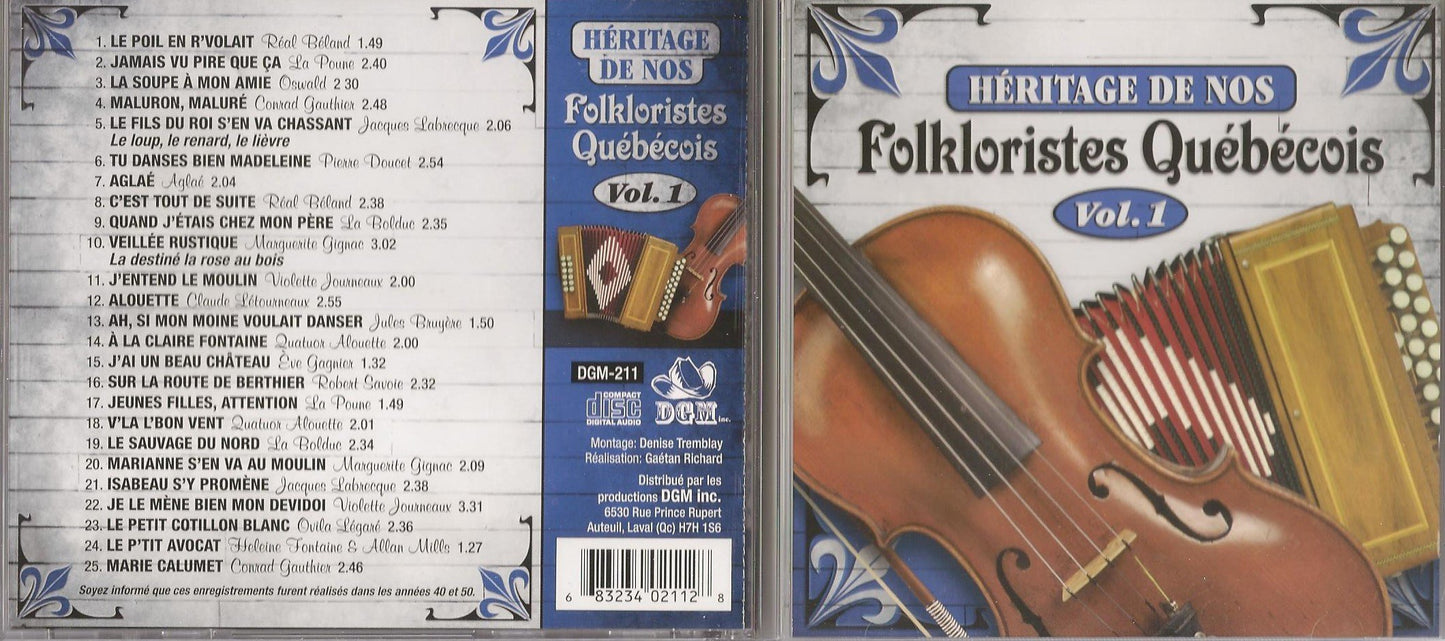 1. LE POIL EN R'VOLAIT Réal Béland 1.49
2. JAMAIS VU PIRE QUE ÇA La Poune 2.40
3. LA SOUPE À MON AMIE Oswald 2 30
4. MALURON, MALURÉ Conrad Gauthier 2.48
5. LE FILS DU ROI S'EN VA CHASSANT Jacques Labrecque 2.06
Le loup, le renard, le lièvre
6. TU DANSES BIEN MADELEINE Pierre Doucet 2.54
7. AGLAÉ Aglaé 2.04
8. C'EST TOUT DE SUITE Réal Béland 2.38
9. QUAND J'ÉTAIS CHEZ MON PÈRE La Bolduc 2.35
10. VEILLÉE RUSTIQUE Marguerite Gignac 3.02
La destiné la rose au bois
11. J'ENTEND LE MOULIN Violette Journeaux 2.00
12. ALOUETTE Claude Létourneaux 2.55
13. AH, SI MON MOINE VOULAIT DANSER Jules Bruyère 1.50
14. À LA CLAIRE FONTAINE Quatuor Alouette 2.00
15. J'AI UN BEAU CHÂTEAU Ève Gagnier 1.32
16. SUR LA ROUTE DE BERTHIER Robert Savoie 2.32
17. JEUNES FILLES, ATTENTION La Poune 1.49
18. V'LA L'BON VENT Quatuor Alouette 2.01
19. LE SAUVAGE DU NORD La Bolduc 2.34
20. MARIANNE S'EN VA AU MOULIN Marguerite Gignac 2.09
21. ISABEAU S'Y PROMÈNE Jacques Labrecque 2.38
22. JE LE MÈNE BIEN MON DEVIDOI Violette Journeaux 3.31
23. LE PETIT COTILLON BLANC Ovila Légaré 2.36
24. LE P'TIT AVOCAT Heleine Fontaine & Allan Mills 1.27
25. MARIE CALUMET Conrad Gauthier 2.46
Soyez informé que ces enregistrements furent réalisés dans les années 40 et 50.
HÉRITAGE
DE NOS
Folkloristes
Québécois
Vol. 1
DGM-211
COMPACT
disc
DIGITAL AUDIO
DGM inc.
Montage: Denise Tremblay
Réalisation: Gaétan Richard
Distribué par les
productions DGM inc.
6530 Rue Prince Rupert
Auteuil, Laval (Qc) H7H 1S6
6 83234 02112 8
HÉRITAGE DE NOS
Folkloristes Québécois
Vol. 1